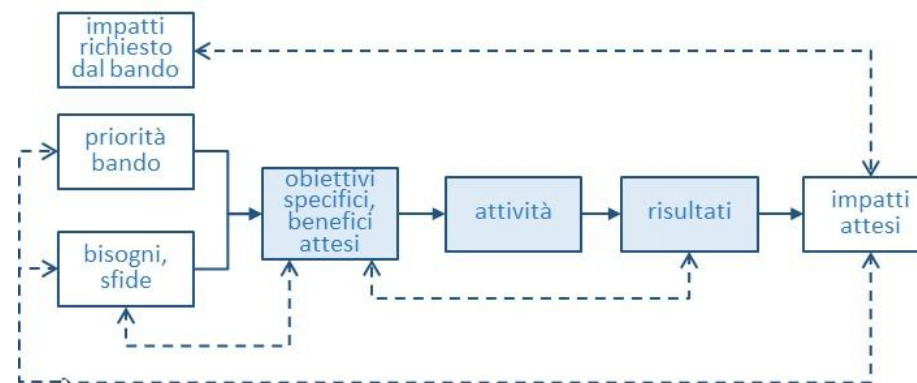 impatti
richiesto
dal bando
priorità
bando
bisogni,
sfide
obiettivi
specifici,
benefici
attesi
attività
risultati
impatti
attesi